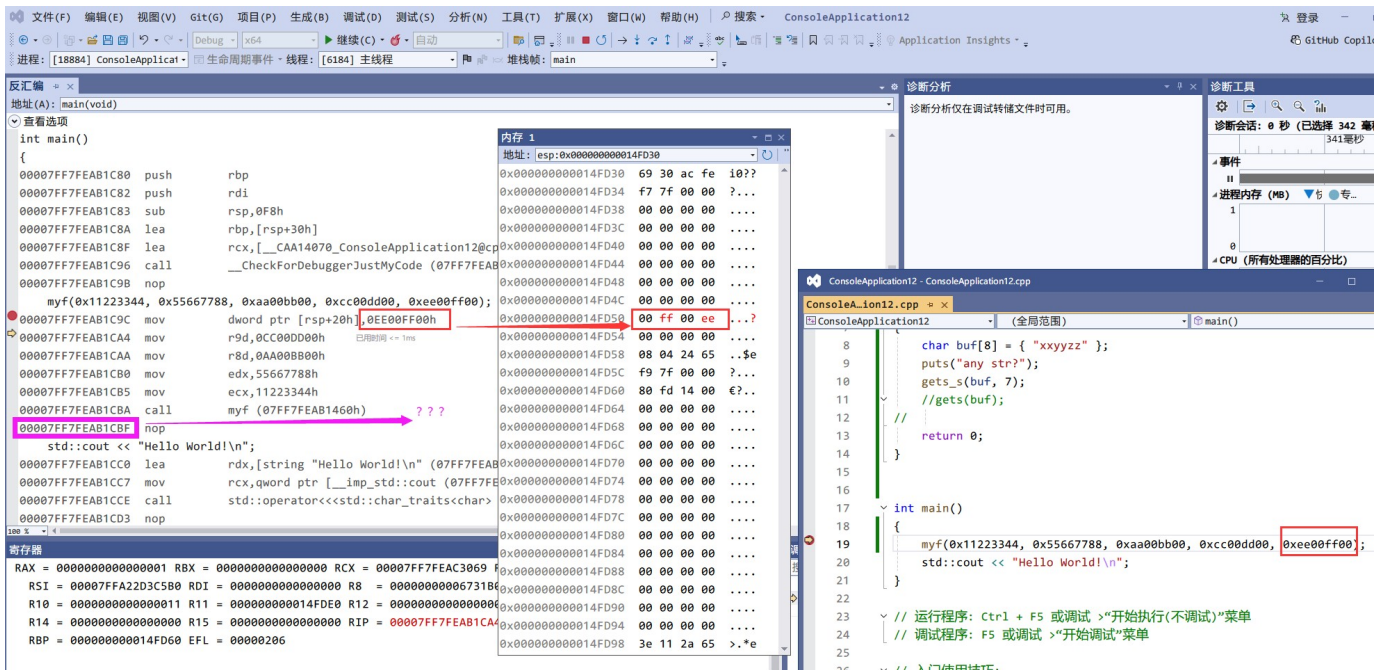 文件(F) 编辑(E) 视图(V) Git(G) 项目(P) 生成(B) 调试(D) 测试(S) 分析(N) 工具(T) 扩展(X) 窗口(W) 帮助(H) 搜索 ConsoleApplication12 登录
Debug x64 继续(C) 自动 Application Insights GitHub Copil
进程: [18884] ConsoleApplicat 生命周期事件 线程: [6184] 主线程 堆栈帧: main
反汇编
地址(A): main(void)
查看选项
int main()
{
00007FF7FEAB1C80 push rbp
00007FF7FEAB1C82 push rdi
00007FF7FEAB1C83 sub rsp,0F8h
00007FF7FEAB1C8A lea rbp,[rsp+30h]
00007FF7FEAB1C8F lea rcx,[__CAA14070_ConsoleApplication12@cp
00007FF7FEAB1C96 call __CheckForDebuggerJustMyCode (07FF7FEAB
00007FF7FEAB1C9B nop
myf(0x11223344, 0x55667788, 0xaa00bb00, 0xcc00dd00, 0xee00ff00);
00007FF7FEAB1C9C mov dword ptr [rsp+20h],0EE00FF00h
00007FF7FEAB1CA4 mov r9d,0CC00DD00h 已用时间 <= 1ms
00007FF7FEAB1CAA mov r8d,0AA00BB00h
00007FF7FEAB1CB0 mov edx,55667788h
00007FF7FEAB1CB5 mov ecx,11223344h
00007FF7FEAB1CBA call myf (07FF7FEAB1460h) ? ? ?
00007FF7FEAB1CBF nop
std::cout << "Hello World!\n";
00007FF7FEAB1CC0 lea rdx,[string "Hello World!\n" (07FF7FEAB
00007FF7FEAB1CC7 mov rcx,qword ptr [__imp_std::cout (07FF7FE
00007FF7FEAB1CCE call std::operator<<<std::char_traits<char>
00007FF7FEAB1CD3 nop
100 %
寄存器
RAX = 0000000000000001 RBX = 0000000000000000 RCX = 00007FF7FEAC3069
RSI = 00007FFA22D3C5B0 RDI = 0000000000000000 R8 = 00000000006731B
R10 = 0000000000000011 R11 = 000000000014FDE0 R12 = 000000000000000
R14 = 0000000000000000 R15 = 0000000000000000 RIP = 00007FF7FEAB1CA4
RBP = 000000000014FD60 EFL = 00000206
内存 1
地址: esp:0x000000000014FD30
0x000000000014FD30 69 30 ac fe i0??
0x000000000014FD34 f7 7f 00 00 ?...
0x000000000014FD38 00 00 00 00 ....
0x000000000014FD3C 00 00 00 00 ....
0x000000000014FD40 00 00 00 00 ....
0x000000000014FD44 00 00 00 00 ....
0x000000000014FD48 00 00 00 00 ....
0x000000000014FD4C 00 00 00 00 ....
0x000000000014FD50 00 ff 00 ee ...?
0x000000000014FD54 00 00 00 00 ....
0x000000000014FD58 08 04 24 65 ..$e
0x000000000014FD5C f9 7f 00 00 ?...
0x000000000014FD60 80 fd 14 00 €?..
0x000000000014FD64 00 00 00 00 ....
0x000000000014FD68 00 00 00 00 ....
0x000000000014FD6C 00 00 00 00 ....
0x000000000014FD70 00 00 00 00 ....
0x000000000014FD74 00 00 00 00 ....
0x000000000014FD78 00 00 00 00 ....
0x000000000014FD7C 00 00 00 00 ....
0x000000000014FD80 00 00 00 00 ....
0x000000000014FD84 00 00 00 00 ....
0x000000000014FD88 00 00 00 00 ....
0x000000000014FD8C 00 00 00 00 ....
0x000000000014FD90 00 00 00 00 ....
0x000000000014FD94 00 00 00 00 ....
0x000000000014FD98 3e 11 2a 65 >.*e
诊断分析
诊断分析仅在调试转储文件时可用。
诊断工具
诊断会话: 0 秒 (已选择 342 毫
341毫秒
事件
进程内存 (MB) 专...
1
0
CPU (所有处理器的百分比)
ConsoleApplication12 - ConsoleApplication12.cpp
ConsoleA...ion12.cpp
ConsoleApplication12 (全局范围) main()
8 char buf[8] = { "xxyyzz" };
9 puts("any str?");
10 gets_s(buf, 7);
11 //gets(buf);
12 //
13 return 0;
14 }
15
16
17 int main()
18 {
19 myf(0x11223344, 0x55667788, 0xaa00bb00, 0xcc00dd00, 0xee00ff00);
20 std::cout << "Hello World!\n";
21 }
22
23 // 运行程序: Ctrl + F5 或调试 >“开始执行(不调试)”菜单
24 // 调试程序: F5 或调试 >“开始调试”菜单
25